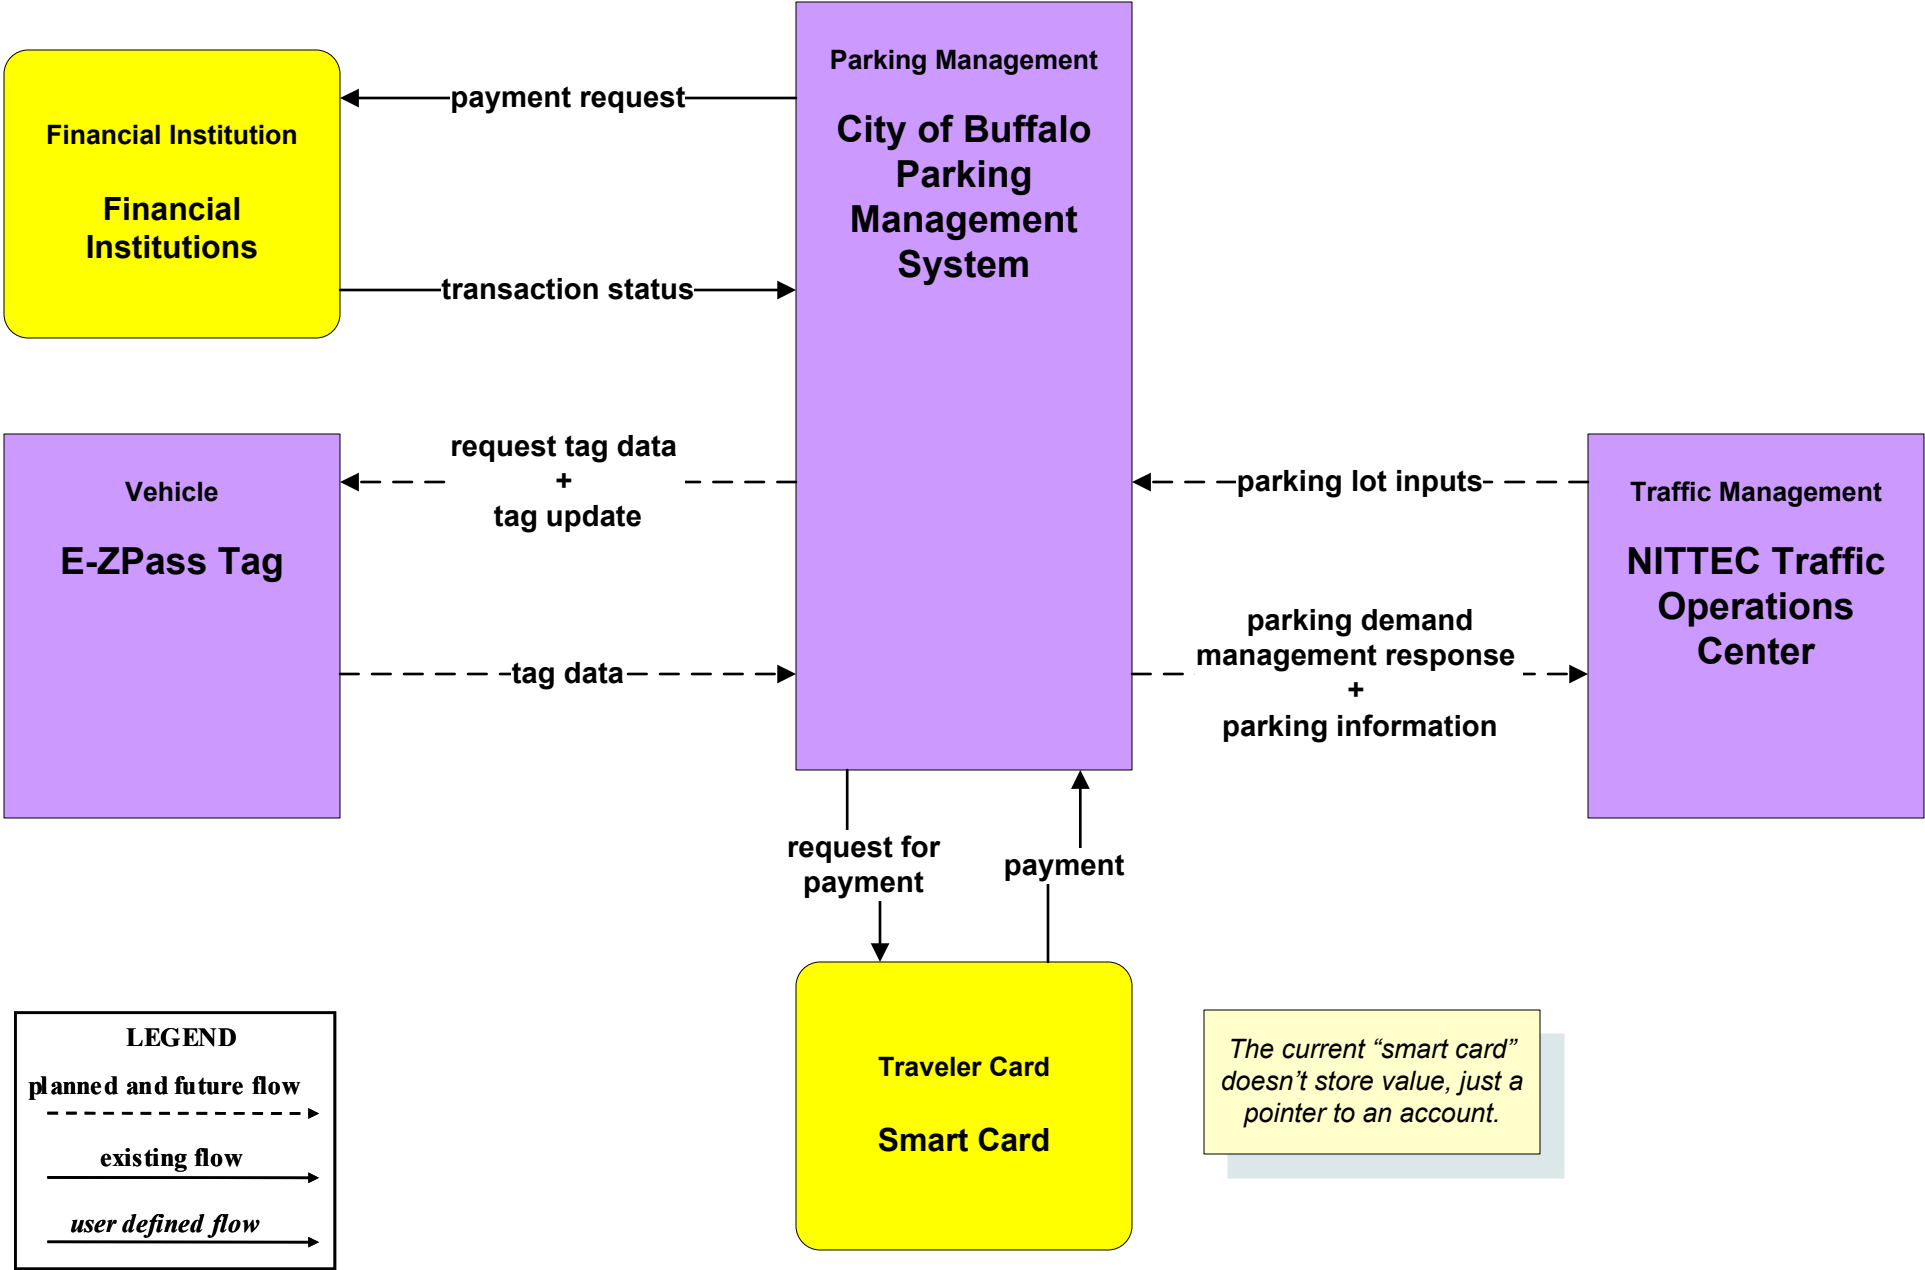 Parking Management
City of Buffalo
Parking
Management
System
Financial Institution
Financial
Institutions
payment request
transaction status
Vehicle
E-ZPass Tag
request tag data
+
tag update
tag data
parking lot inputs
parking demand
management response
+
parking information
Traffic Management
NITTEC Traffic
Operations
Center
request for
payment
payment
Traveler Card
Smart Card
The current “smart card”
doesn’t store value, just a
pointer to an account.
LEGEND
planned and future flow
existing flow
user defined flow